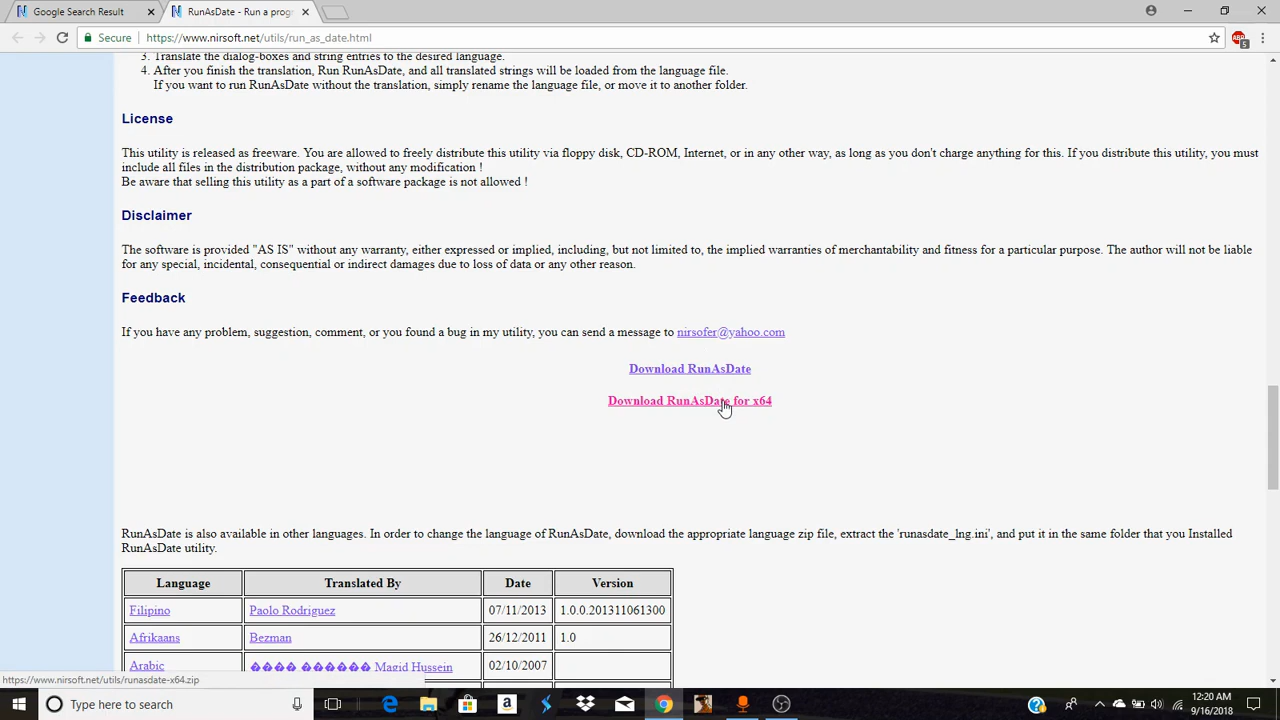 Google Search Result
RunAsDate - Run a prog
Secure
https://www.nirsoft.net/utils/run_as_date.html
ABP
5
3. Translate the dialog-boxes and string entries to the desired language.
4. After you finish the translation, Run RunAsDate, and all translated strings will be loaded from the language file.
If you want to run RunAsDate without the translation, simply rename the language file, or move it to another folder.
License
This utility is released as freeware. You are allowed to freely distribute this utility via floppy disk, CD-ROM, Internet, or in any other way, as long as you don't charge anything for this. If you distribute this utility, you must
include all files in the distribution package, without any modification !
Be aware that selling this utility as a part of a software package is not allowed !
Disclaimer
The software is provided "AS IS" without any warranty, either expressed or implied, including, but not limited to, the implied warranties of merchantability and fitness for a particular purpose. The author will not be liable
for any special, incidental, consequential or indirect damages due to loss of data or any other reason.
Feedback
If you have any problem, suggestion, comment, or you found a bug in my utility, you can send a message to nirsofer@yahoo.com
Download RunAsDate
Download RunAsDate for x64
RunAsDate is also available in other languages. In order to change the language of RunAsDate, download the appropriate language zip file, extract the 'runasdate_lng.ini', and put it in the same folder that you Installed
RunAsDate utility.
Language Translated By Date Version
Filipino Paolo Rodriguez 07/11/2013 1.0.0.201311061300
Afrikaans Bezman 26/12/2011 1.0
Arabic ���� ������ Magid Hussein 02/10/2007
https://www.nirsoft.net/utils/runasdate-x64.zip
Type here to search
12:20 AM
9/16/2018